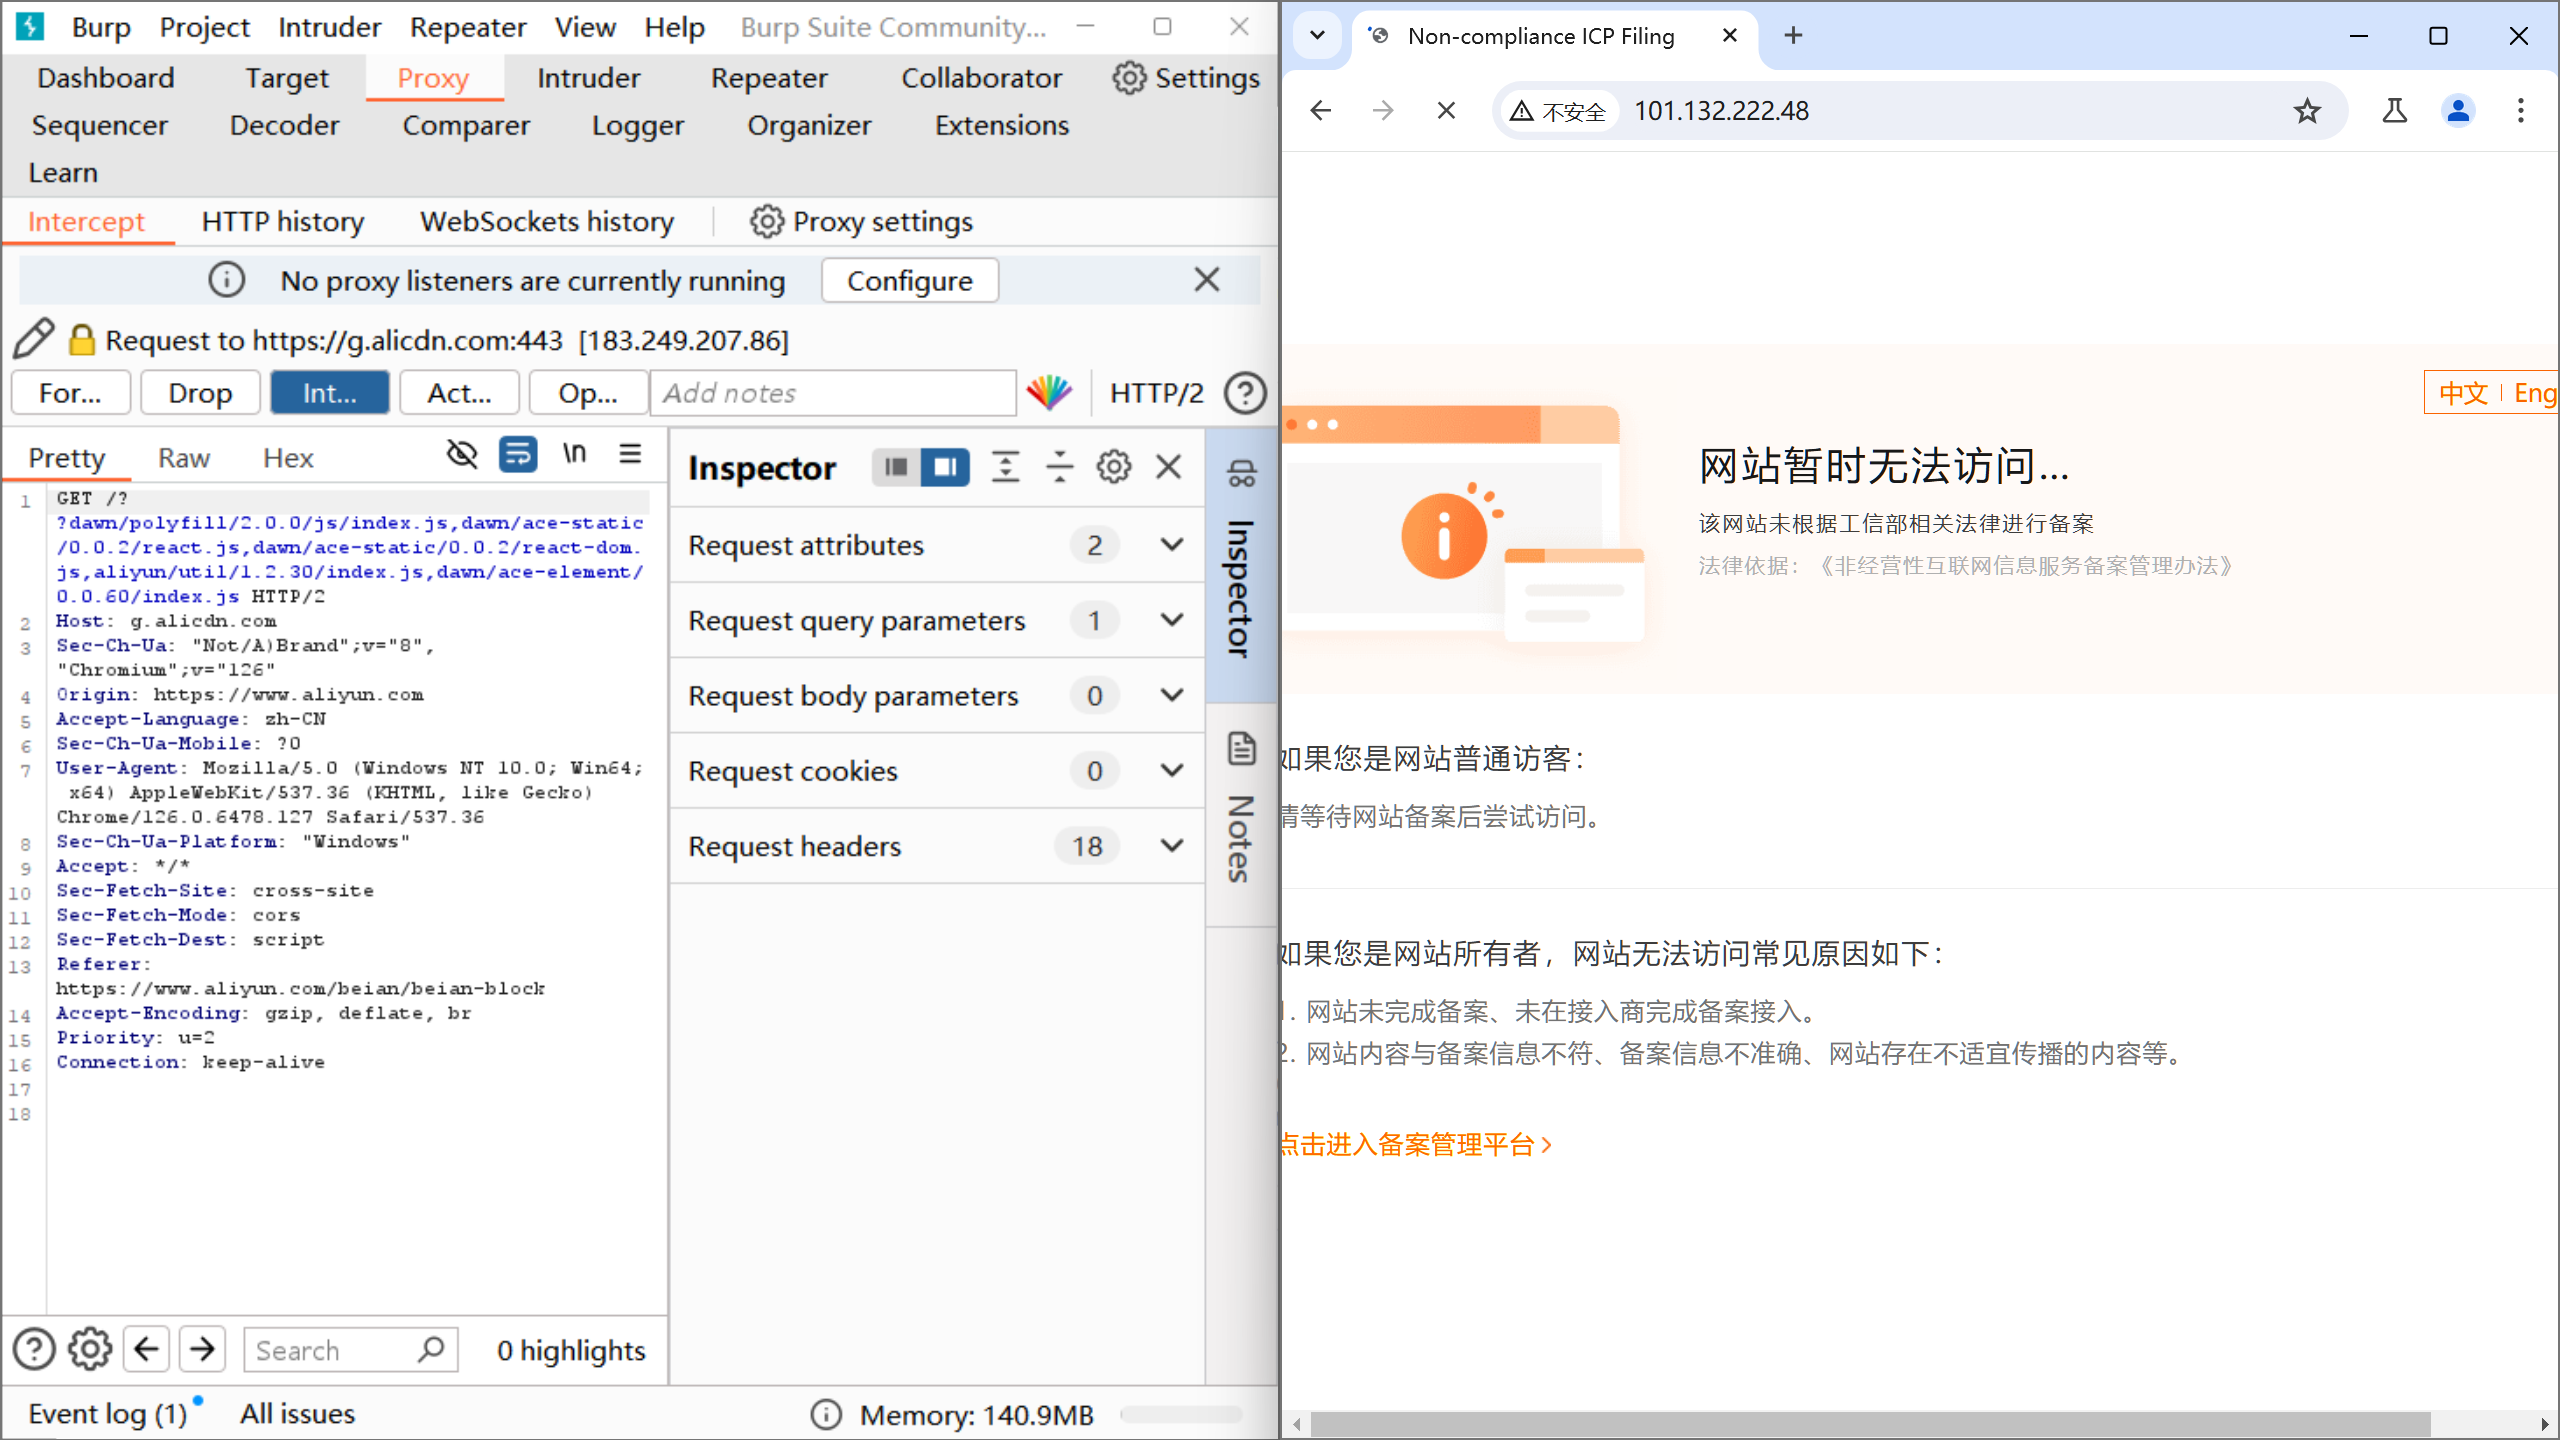 Burp Project Intruder Repeater View Help Burp Suite Community...
Dashboard Target Proxy Intruder Repeater Collaborator Settings
Sequencer Decoder Comparer Logger Organizer Extensions
Learn
Intercept HTTP history WebSockets history Proxy settings
No proxy listeners are currently running Configure
Request to https://g.alicdn.com:443 [183.249.207.86]
For... Drop Int... Act... Op... Add notes HTTP/2
Pretty Raw Hex \n
1 GET /?
?dawn/polyfill/2.0.0/js/index.js,dawn/ace-static
/0.0.2/react.js,dawn/ace-static/0.0.2/react-dom.
js,aliyun/util/1.2.30/index.js,dawn/ace-element/
0.0.60/index.js HTTP/2
2 Host: g.alicdn.com
3 Sec-Ch-Ua: "Not/A)Brand";v="8",
"Chromium";v="126"
4 Origin: https://www.aliyun.com
5 Accept-Language: zh-CN
6 Sec-Ch-Ua-Mobile: ?0
7 User-Agent: Mozilla/5.0 (Windows NT 10.0; Win64;
x64) AppleWebKit/537.36 (KHTML, like Gecko)
Chrome/126.0.6478.127 Safari/537.36
8 Sec-Ch-Ua-Platform: "Windows"
9 Accept: */*
10 Sec-Fetch-Site: cross-site
11 Sec-Fetch-Mode: cors
12 Sec-Fetch-Dest: script
13 Referer:
https://www.aliyun.com/beian/beian-block
14 Accept-Encoding: gzip, deflate, br
15 Priority: u=2
16 Connection: keep-alive
17
18
Inspector
Request attributes 2
Request query parameters 1
Request body parameters 0
Request cookies 0
Request headers 18
Inspector
Notes
Search 0 highlights
Event log (1) All issues Memory: 140.9MB
Non-compliance ICP Filing
不安全 101.132.222.48
中文 Eng
网站暂时无法访问...
该网站未根据工信部相关法律进行备案
法律依据：《非经营性互联网信息服务备案管理办法》
如果您是网站普通访客：
请等待网站备案后尝试访问。
如果您是网站所有者，网站无法访问常见原因如下：
1. 网站未完成备案、未在接入商完成备案接入。
2. 网站内容与备案信息不符、备案信息不准确、网站存在不适宜传播的内容等。
点击进入备案管理平台